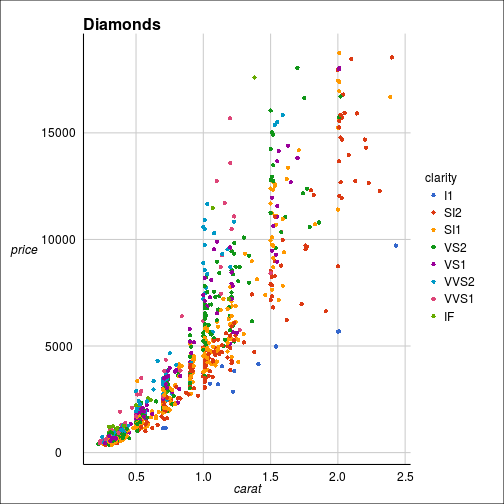 Diamonds
15000
10000
5000
0
price
0.5
1.0
1.5
2.0
2.5
carat
clarity
I1
SI2
SI1
VS2
VS1
VVS2
VVS1
IF